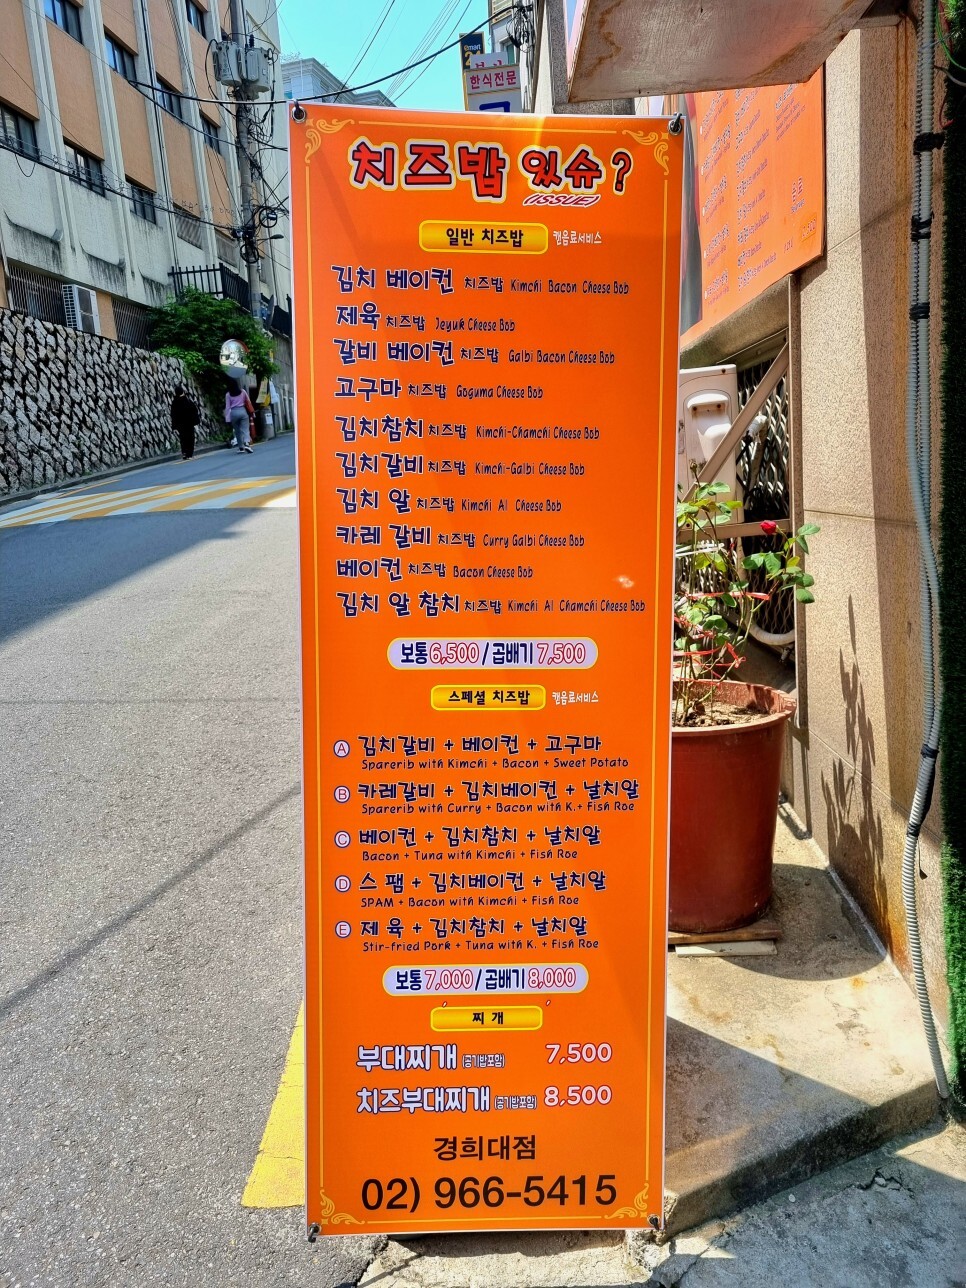 emart
24
한식전문
치즈밥 있슈?
(ISSUE)
일반 치즈밥 캔음료서비스
김치 베이컨 치즈밥 Kimchi Bacon Cheese Bob
제육 치즈밥 Jeyuk Cheese Bob
갈비 베이컨 치즈밥 Galbi Bacon Cheese Bob
고구마 치즈밥 Goguma Cheese Bob
김치참치 치즈밥 Kimchi-Chamchi Cheese Bob
김치갈비 치즈밥 Kimchi-Galbi Cheese Bob
김치 알 치즈밥 Kimchi Al Cheese Bob
카레 갈비 치즈밥 Curry Galbi Cheese Bob
베이컨 치즈밥 Bacon Cheese Bob
김치 알 참치 치즈밥 Kimchi Al Chamchi Cheese Bob
보통 6,500 / 곱배기 7,500
스페셜 치즈밥 캔음료서비스
Ⓐ 김치갈비 + 베이컨 + 고구마
Sparerib with Kimchi + Bacon + Sweet Potato
Ⓑ 카레갈비 + 김치베이컨 + 날치알
Sparerib with Curry + Bacon with K. + Fish Roe
Ⓒ 베이컨 + 김치참치 + 날치알
Bacon + Tuna with Kimchi + Fish Roe
Ⓓ 스 팸 + 김치베이컨 + 날치알
SPAM + Bacon with Kimchi + Fish Roe
Ⓔ 제 육 + 김치참치 + 날치알
Stir-fried Pork + Tuna with K. + Fish Roe
보통 7,000 / 곱배기 8,000
찌 개
부대찌개 (공기밥포함) 7,500
치즈부대찌개 (공기밥포함) 8,500
경희대점
02) 966-5415